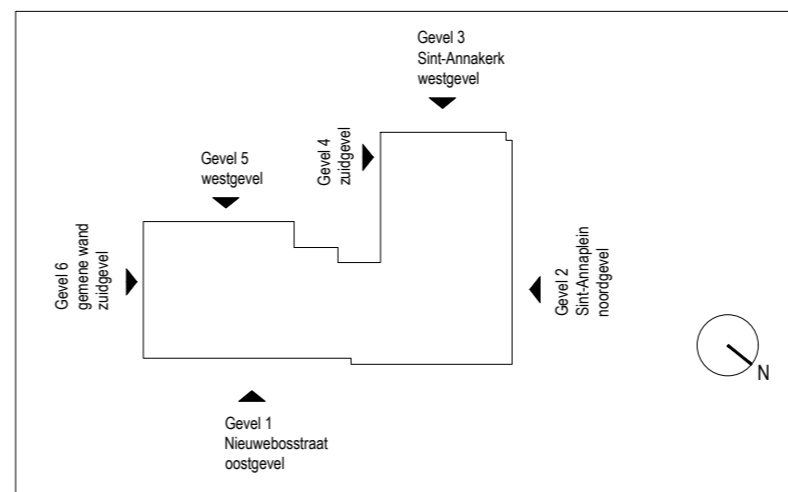 Gevel 3
Sint-Annakerk
westgevel
Gevel 4
zuidgevel
Gevel 5
westgevel
Gevel 6
gemene wand
zuidgevel
Gevel 2
Sint-Annaplein
noordgevel
N
Gevel 1
Nieuwebosstraat
oostgevel